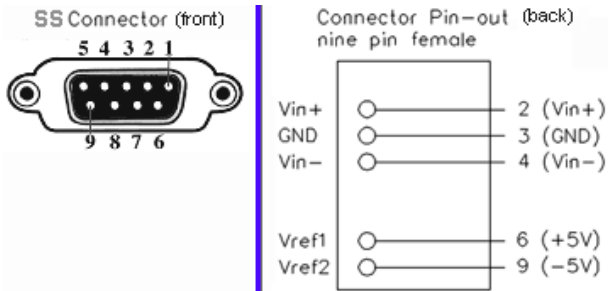 SS Connector (front)
5 4 3 2 1
9 8 7 6
Connector Pin-out (back)
nine pin female
Vin+ 2 (Vin+)
GND 3 (GND)
Vin- 4 (Vin-)
Vref1 6 (+5V)
Vref2 9 (-5V)